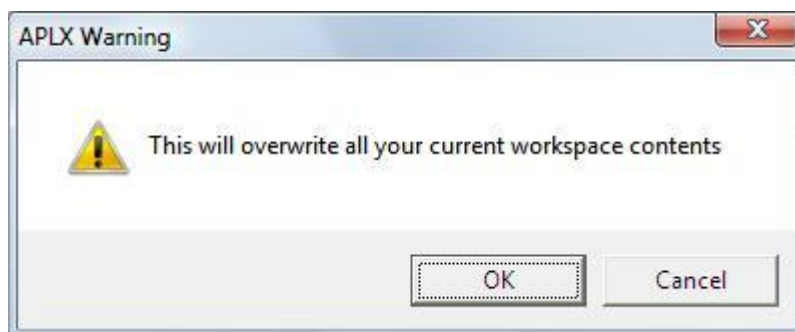 APLX Warning
This will overwrite all your current workspace contents
OK Cancel